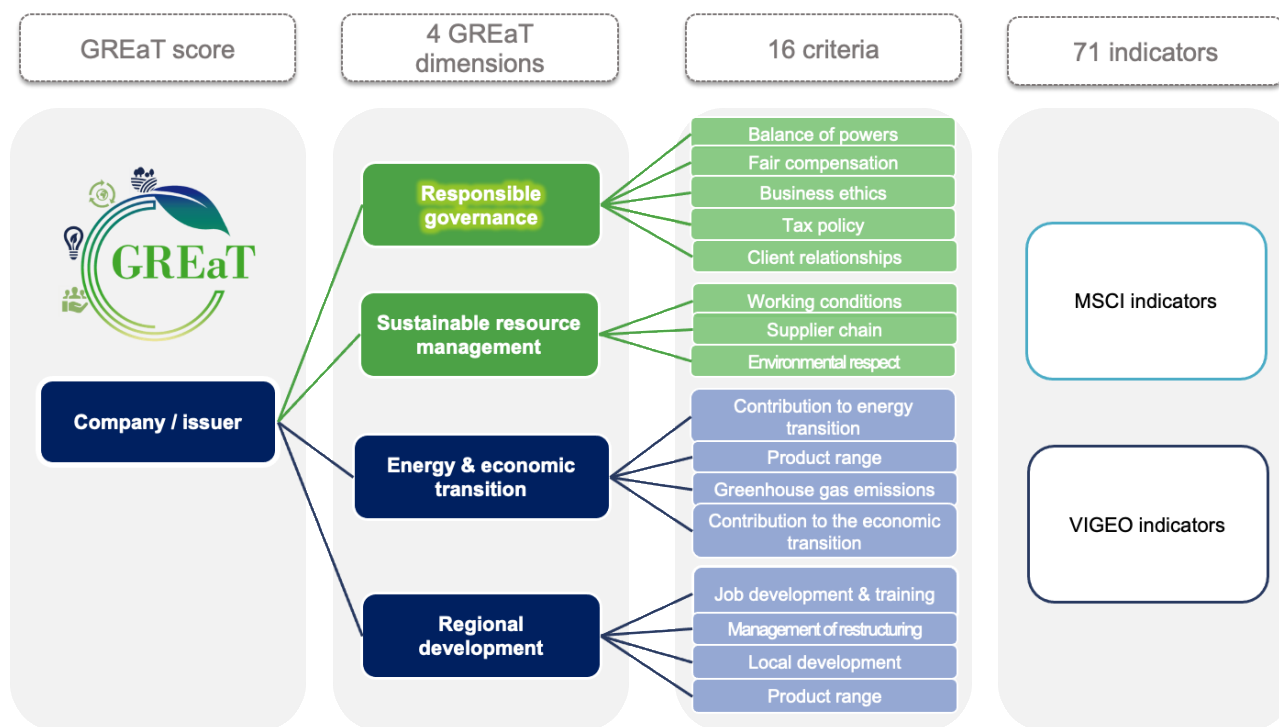 GREaT score
4 GREaT
dimensions
16 criteria
71 indicators
GREaT
Company / issuer
Responsible
governance
Sustainable resource
management
Energy & economic
transition
Regional
development
Balance of powers
Fair compensation
Business ethics
Tax policy
Client relationships
Working conditions
Supplier chain
Environmental respect
Contribution to energy
transition
Product range
Greenhouse gas emissions
Contribution to the economic
transition
Job development & training
Management of restructuring
Local development
Product range
MSCI indicators
VIGEO indicators